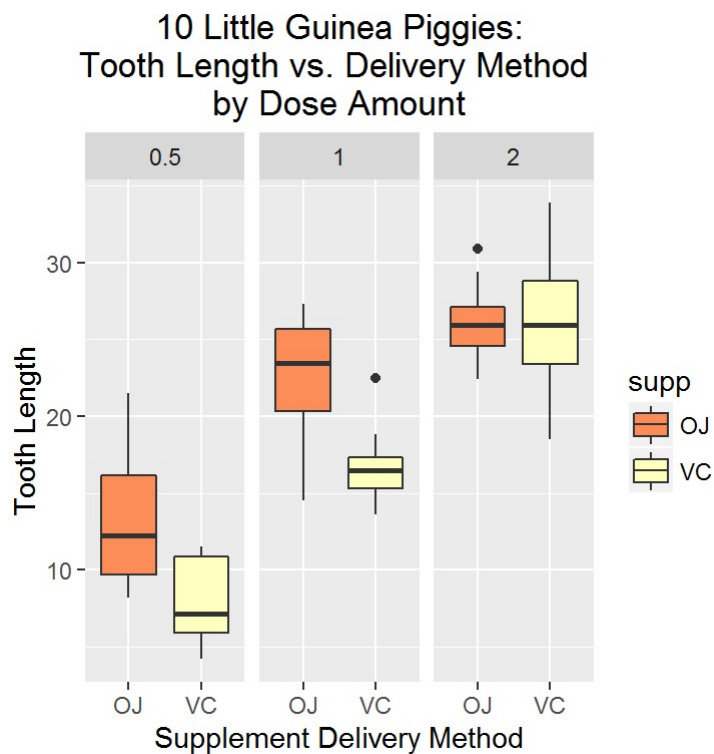 10 Little Guinea Piggies:
Tooth Length vs. Delivery Method
by Dose Amount
0.5
1
2
30
20
10
Tooth Length
OJ
VC
OJ
VC
OJ
VC
Supplement Delivery Method
supp
OJ
VC